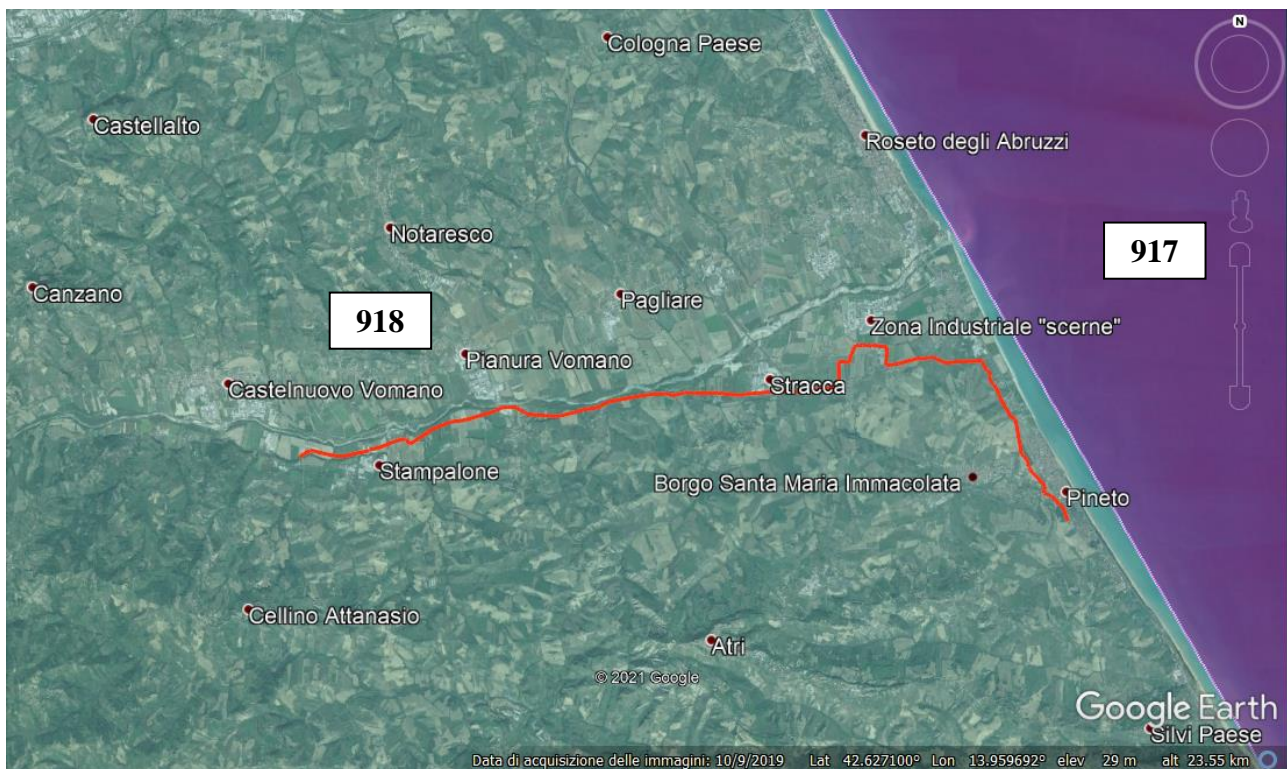 N
Cologna Paese
Castellalto
Roseto degli Abruzzi
Notaresco
917
Canzano
Pagliare
918
Zona Industriale "scerne"
Pianura Vomano
Castelnuovo Vomano
Stracca
Stampalone
Borgo Santa Maria Immacolata
Pineto
Cellino Attanasio
Atri
© 2021 Google
Google Earth
Silvi Paese
Data di acquisizione delle immagini: 10/9/2019 Lat 42.627100° Lon 13.959692° elev 29 m alt 23.55 km